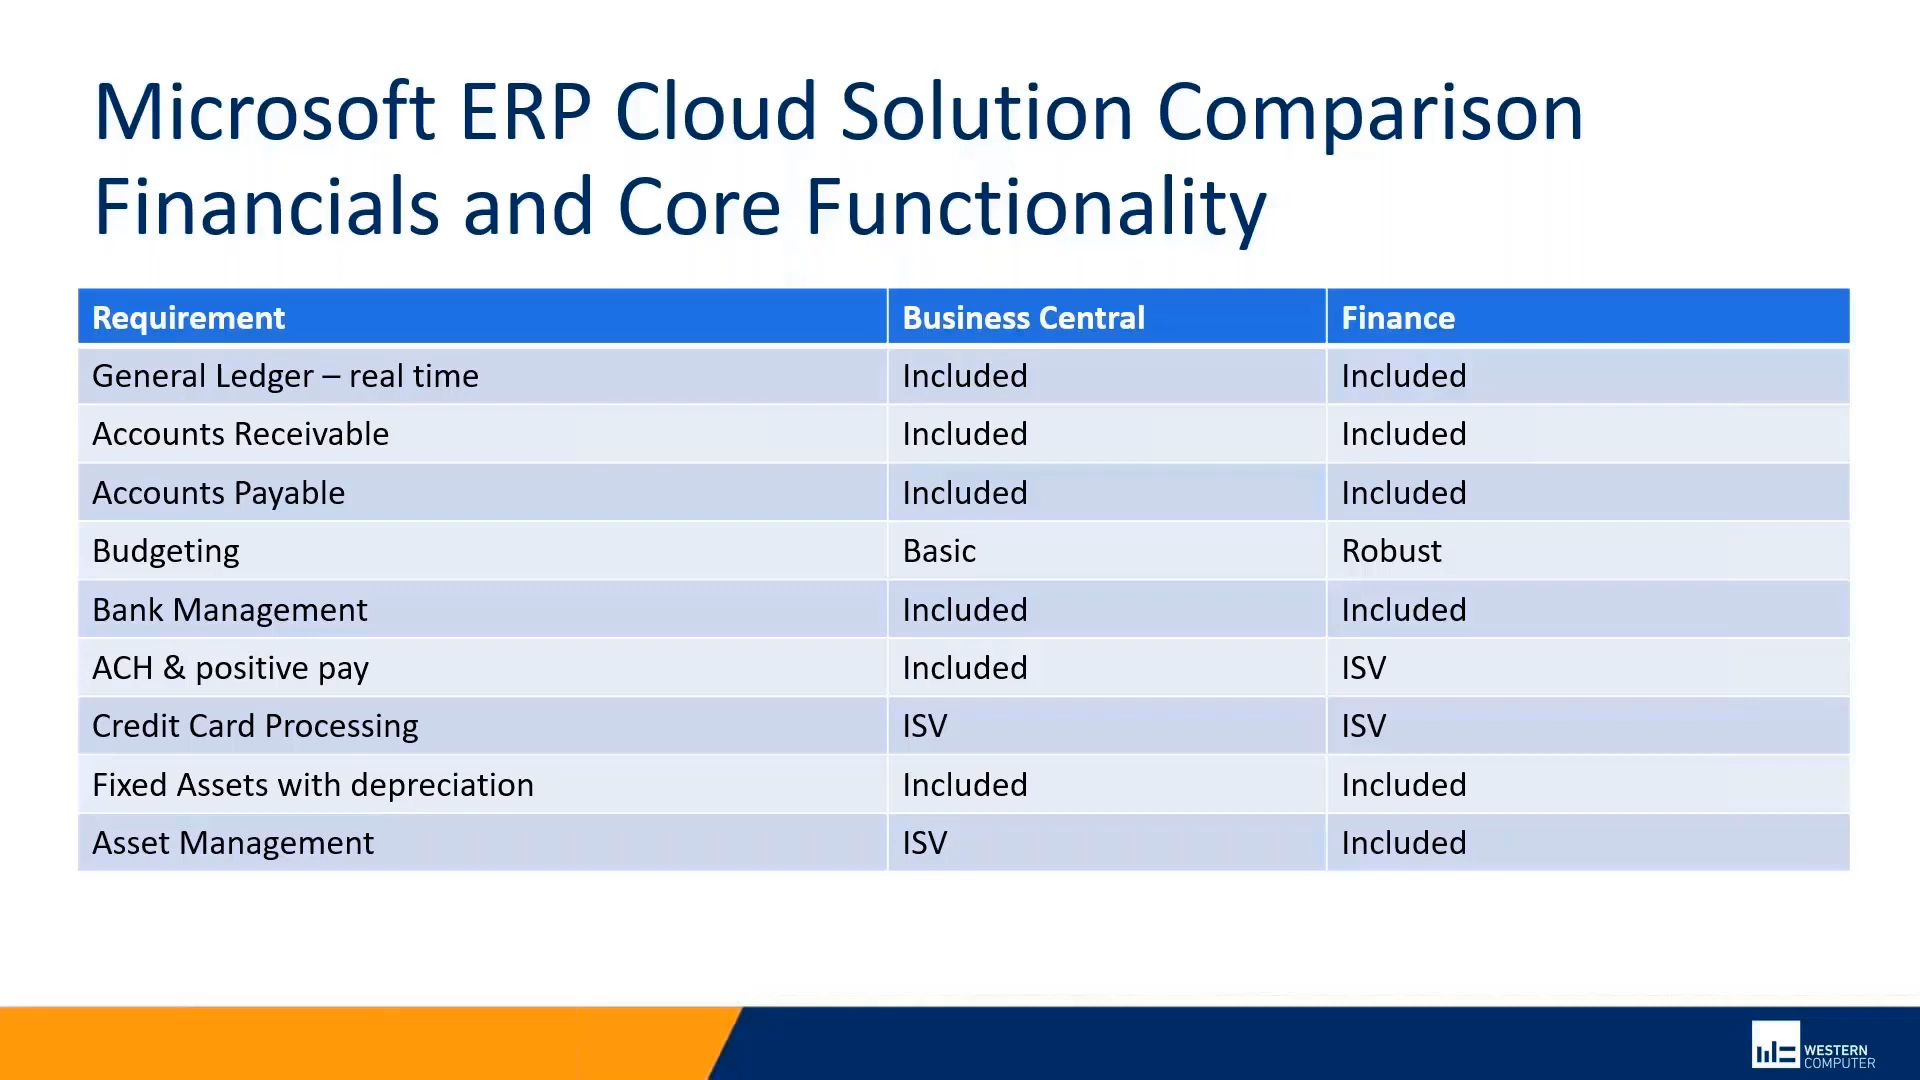 Microsoft ERP Cloud Solution Comparison
Financials and Core Functionality
Requirement Business Central Finance
General Ledger – real time Included Included
Accounts Receivable Included Included
Accounts Payable Included Included
Budgeting Basic Robust
Bank Management Included Included
ACH & positive pay Included ISV
Credit Card Processing ISV ISV
Fixed Assets with depreciation Included Included
Asset Management ISV Included
WESTERN
COMPUTER